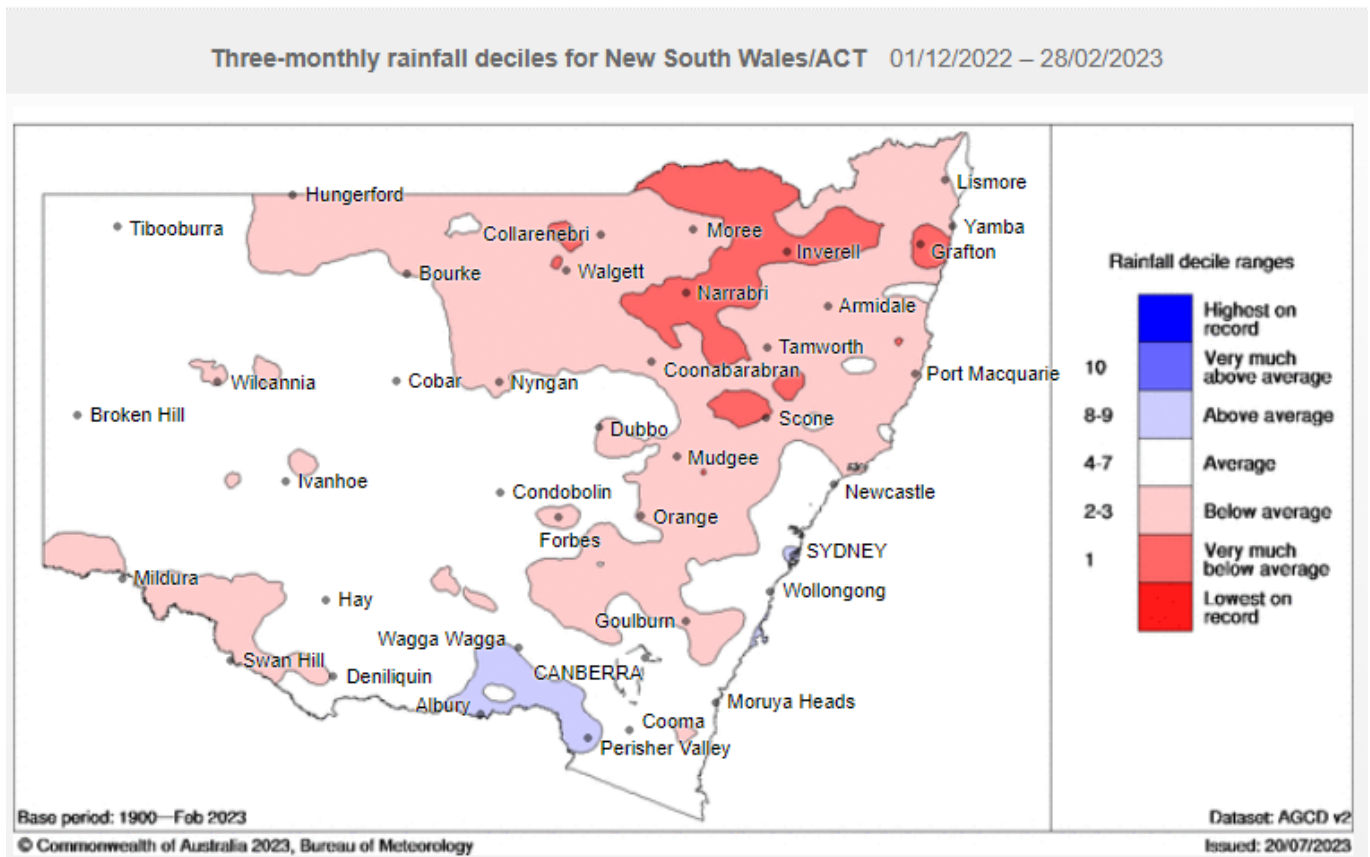 Three-monthly rainfall deciles for New South Wales/ACT 01/12/2022 – 28/02/2023
Hungerford
Tibooburra
Lismore
Yamba
Collarenebri
Moree
Inverell
Grafton
Bourke
Walgett
Narrabri
Armidale
Tamworth
Coonabarabran
Port Macquarie
Wilcannia
Cobar
Nyngan
Broken Hill
Scone
Dubbo
Mudgee
Ivanhoe
Condobolin
Newcastle
Orange
Forbes
SYDNEY
Mildura
Hay
Wollongong
Goulburn
Wagga Wagga
Swan Hill
CANBERRA
Deniliquin
Albury
Moruya Heads
Cooma
Perisher Valley
Rainfall decile ranges
Highest on
record
10
Very much
above average
8-9
Above average
4-7
Average
2-3
Below average
1
Very much
below average
Lowest on
record
Base period: 1900—Feb 2023
Dataset: AGCD v2
© Commonwealth of Australia 2023, Bureau of Meteorology
Issued: 20/07/2023